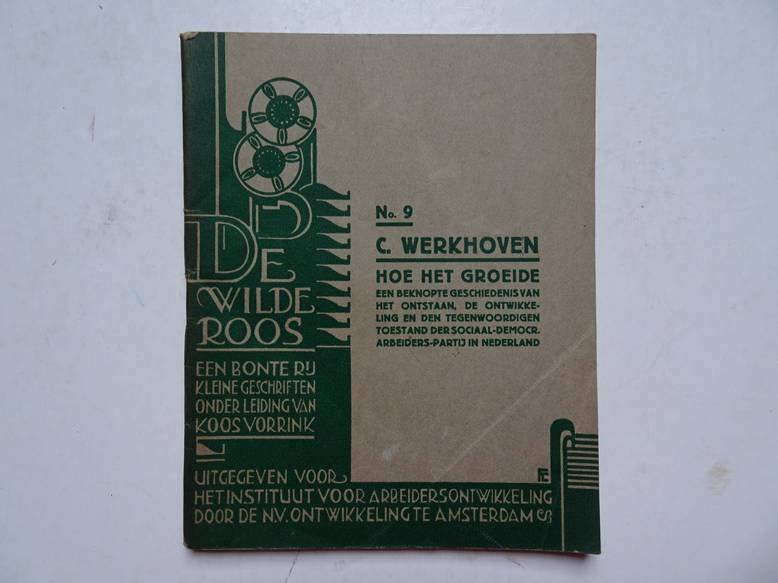 No. 9
C. WERKHOVEN
HOE HET GROEIDE
EEN BEKNOPTE GESCHIEDENIS VAN
HET ONTSTAAN, DE ONTWIKKE-
LING EN DEN TEGENWOORDIGEN
TOESTAND DER SOCIAAL-DEMOCR.
ARBEIDERS-PARTIJ IN NEDERLAND
DE
WILDE
ROOS
EEN BONTE RIJ
KLEINE GESCHRIFTEN
ONDER LEIDING VAN
KOOS VORRINK
UITGEGEVEN VOOR
HET INSTITUUT VOOR ARBEIDERSONTWIKKELING
DOOR DE N.V. ONTWIKKELING TE AMSTERDAM